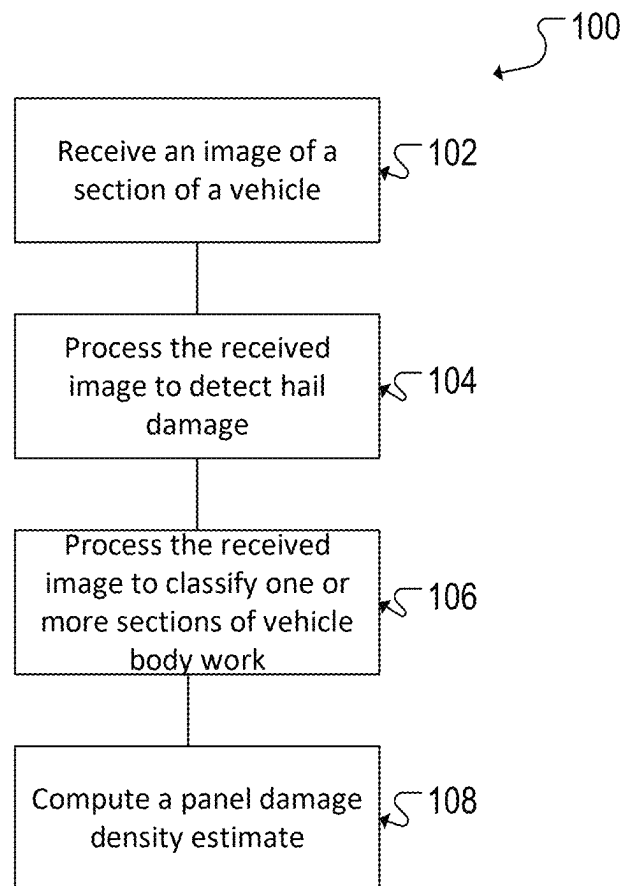 100
Receive an image of a
section of a vehicle
102
Process the received
image to detect hail
damage
104
Process the received
image to classify one or
more sections of vehicle
body work
106
Compute a panel damage
density estimate
108